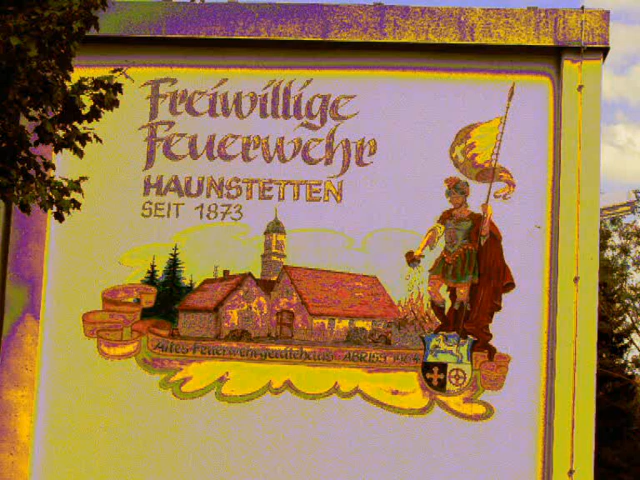 Freiwillige
Feuerwehr
HAUNSTETTEN
SEIT 1873
Altes Feuerwehrgerätehaus - ABRISS 1964